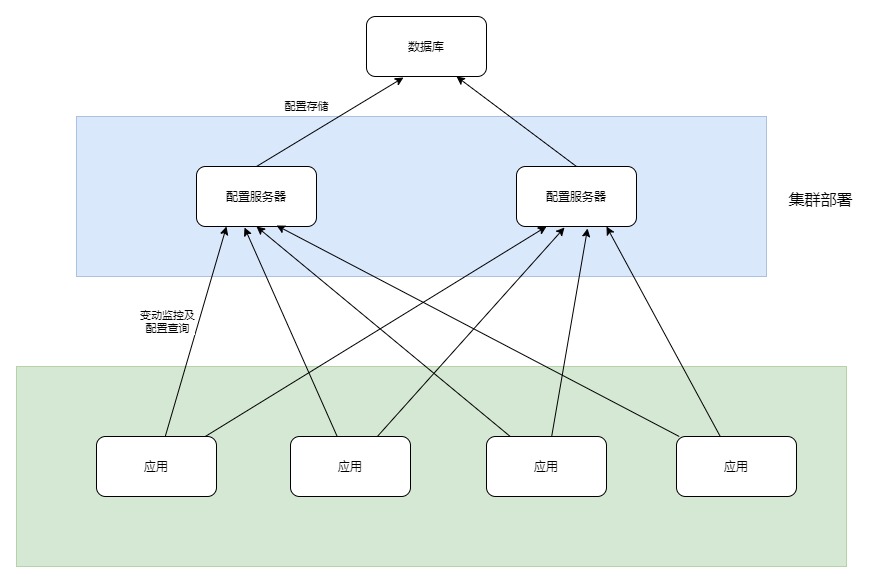 数据库
配置存储
配置服务器
配置服务器
集群部署
变动监控及
配置查询
应用
应用
应用
应用